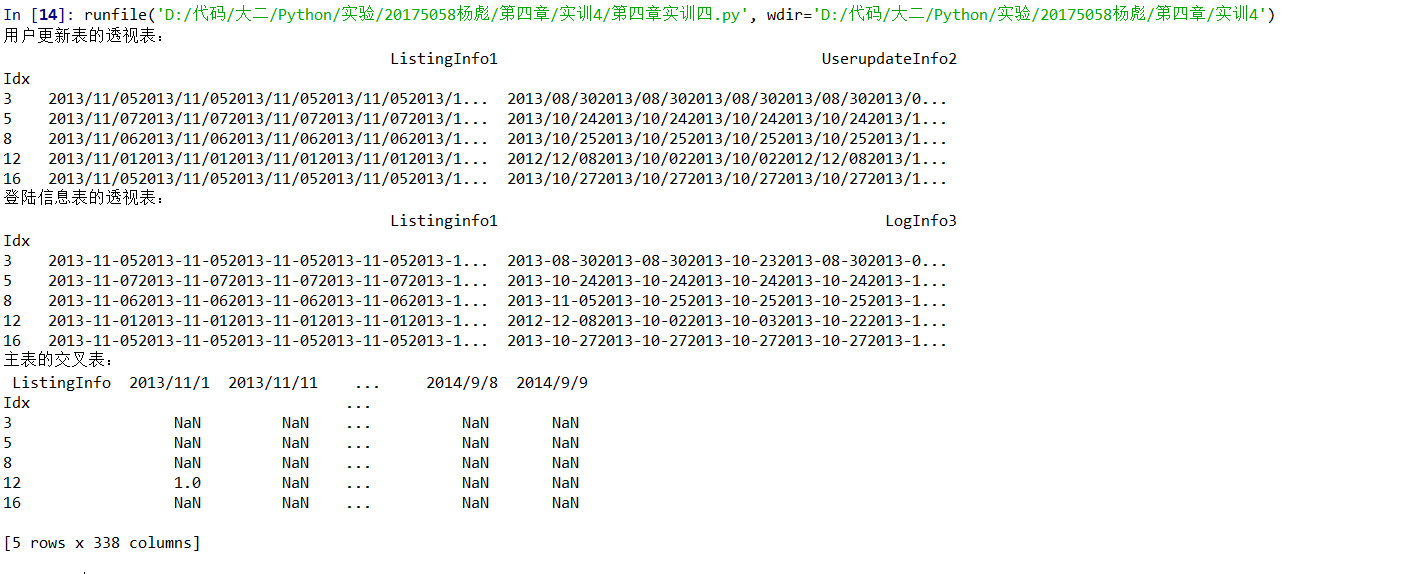 In [14]: runfile('D:/代码/大二/Python/实验/20175058杨彪/第四章/实训4/第四章实训四.py', wdir='D:/代码/大二/Python/实验/20175058杨彪/第四章/实训4')
用户更新表的透视表:
ListingInfo1 UserupdateInfo2
Idx
3 2013/11/052013/11/052013/11/052013/11/052013/1... 2013/08/302013/08/302013/08/302013/08/302013/0...
5 2013/11/072013/11/072013/11/072013/11/072013/1... 2013/10/242013/10/242013/10/242013/10/242013/1...
8 2013/11/062013/11/062013/11/062013/11/062013/1... 2013/10/252013/10/252013/10/252013/10/252013/1...
12 2013/11/012013/11/012013/11/012013/11/012013/1... 2012/12/082013/10/022013/10/022012/12/082013/1...
16 2013/11/052013/11/052013/11/052013/11/052013/1... 2013/10/272013/10/272013/10/272013/10/272013/1...
登陆信息表的透视表:
Listinginfo1 LogInfo3
Idx
3 2013-11-052013-11-052013-11-052013-11-052013-1... 2013-08-302013-08-302013-10-232013-08-302013-0...
5 2013-11-072013-11-072013-11-072013-11-072013-1... 2013-10-242013-10-242013-10-242013-10-242013-1...
8 2013-11-062013-11-062013-11-062013-11-062013-1... 2013-11-052013-10-252013-10-252013-10-252013-1...
12 2013-11-012013-11-012013-11-012013-11-012013-1... 2012-12-082013-10-022013-10-032013-10-222013-1...
16 2013-11-052013-11-052013-11-052013-11-052013-1... 2013-10-272013-10-272013-10-272013-10-272013-1...
主表的交叉表:
ListingInfo 2013/11/1 2013/11/11 ... 2014/9/8 2014/9/9
Idx ...
3 NaN NaN ... NaN NaN
5 NaN NaN ... NaN NaN
8 NaN NaN ... NaN NaN
12 1.0 NaN ... NaN NaN
16 NaN NaN ... NaN NaN
[5 rows x 338 columns]